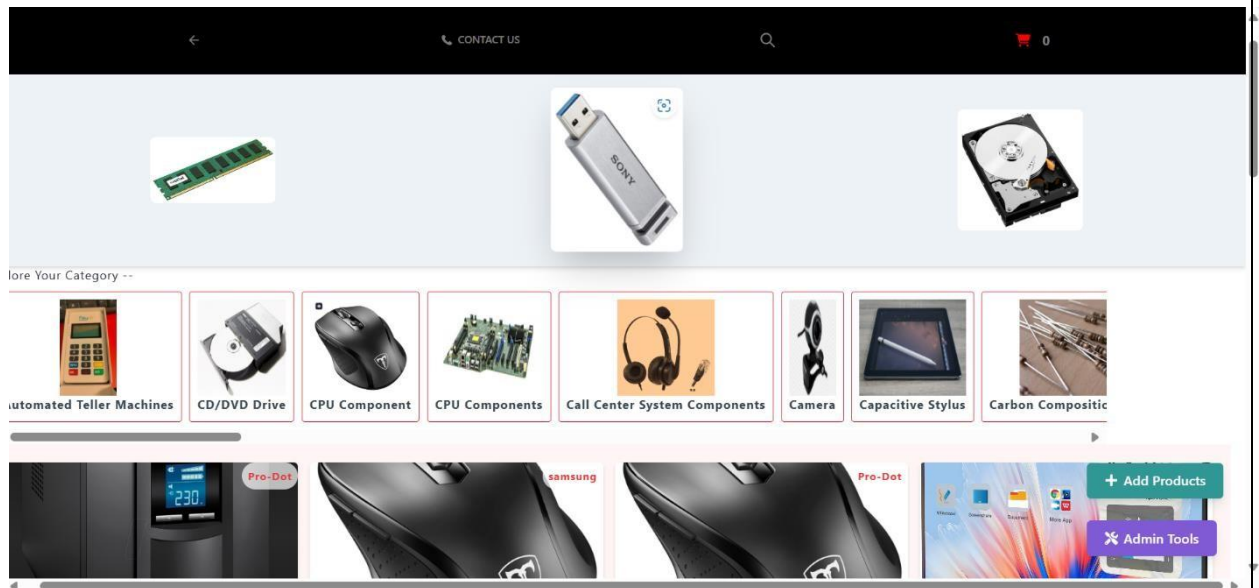 CONTACT US
0
SONY
crucial
lore Your Category --
utomated Teller Machines
CD/DVD Drive
CPU Component
CPU Components
Call Center System Components
Camera
Capacitive Stylus
Carbon Compositic
Pro-Dot
samsung
Pro-Dot
230
+ Add Products
Admin Tools